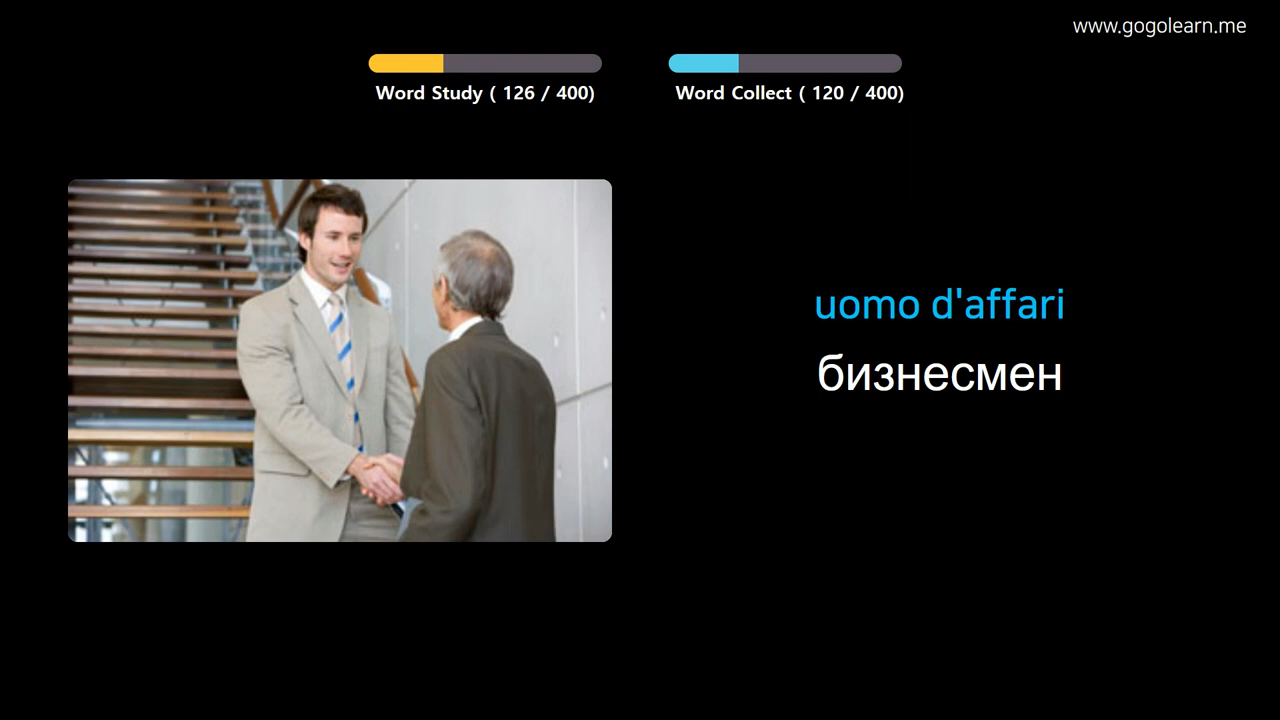 www.gogolearn.me
Word Study ( 126 / 400)
Word Collect ( 120 / 400)
uomo d'affari
бизнесмен